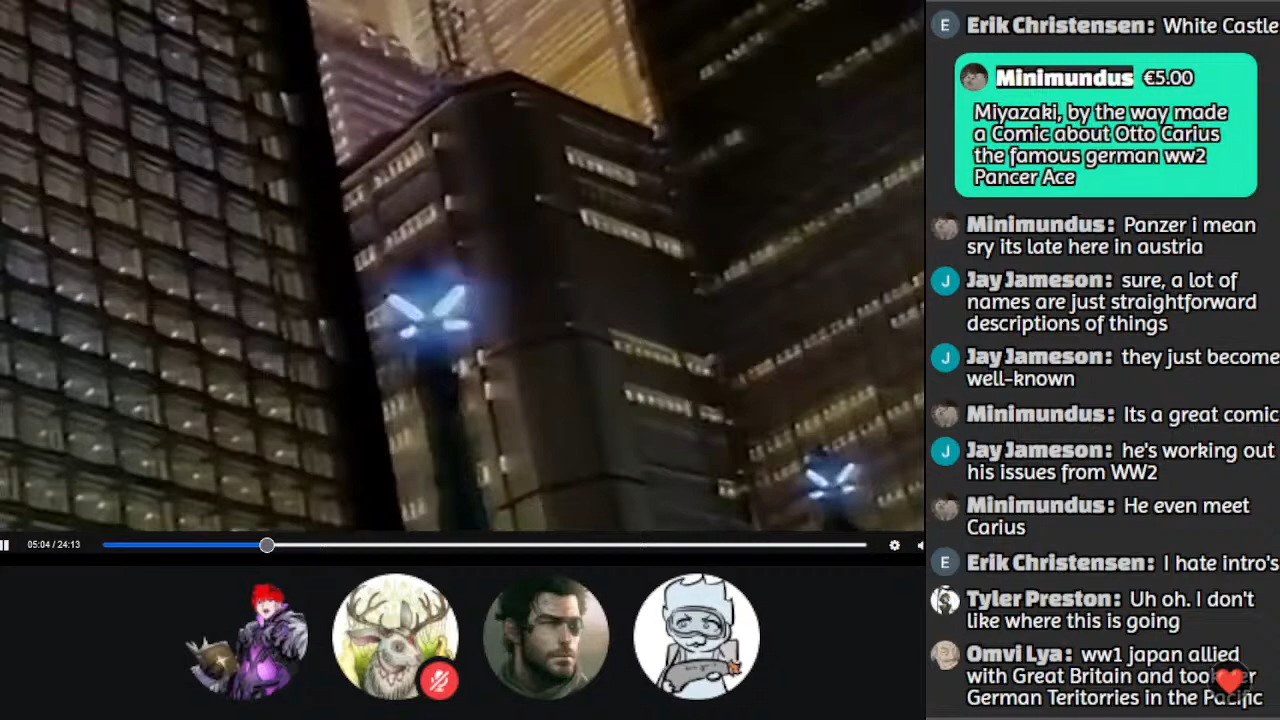 05:04 / 24:13
Erik Christensen: White Castle
Minimundus €5.00
Miyazaki, by the way made
a Comic about Otto Carius
the famous german ww2
Pancer Ace
Minimundus: Panzer i mean
sry its late here in austria
J Jay Jameson: sure, a lot of
names are just straightforward
descriptions of things
J Jay Jameson: they just become
well-known
Minimundus: Its a great comic
J Jay Jameson: he's working out
his issues from WW2
Minimundus: He even meet
Carius
E Erik Christensen: I hate intro's
Tyler Preston: Uh oh. I don't
like where this is going
Omvi Lya: ww1 japan allied
with Great Britain and
German Teritorries in the Pacific